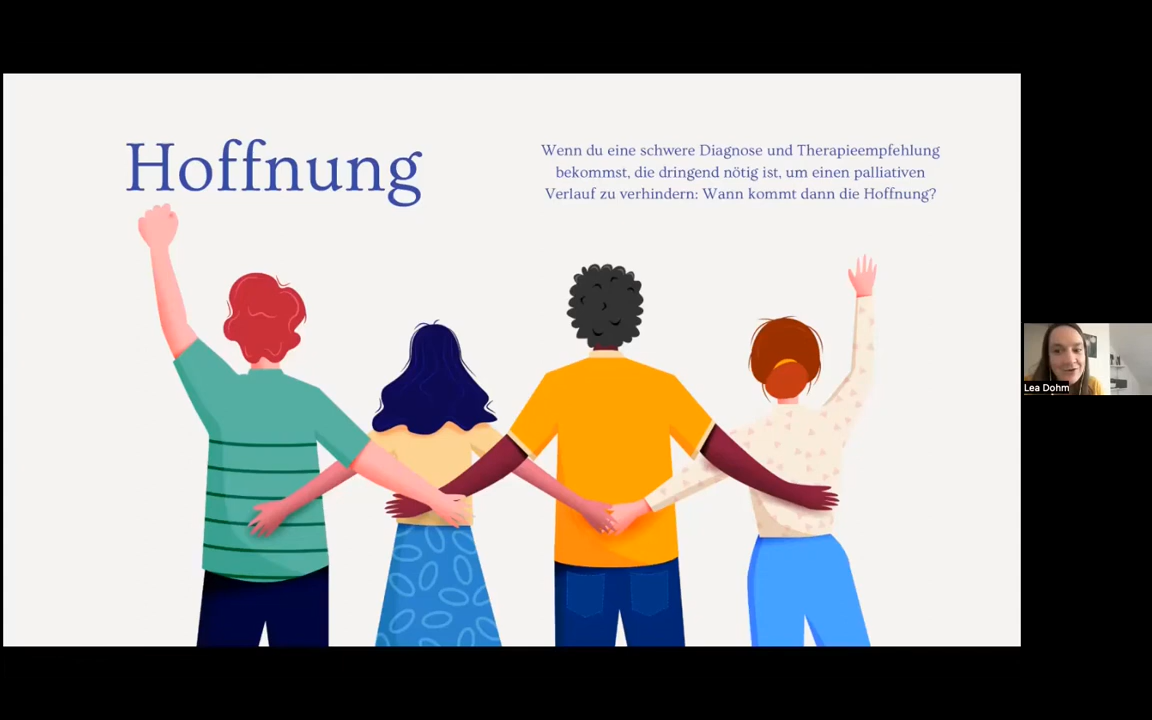 Hoffnung
Wenn du eine schwere Diagnose und Therapieempfehlung
bekommst, die dringend nötig ist, um einen palliativen
Verlauf zu verhindern: Wann kommt dann die Hoffnung?
Lea Dohm